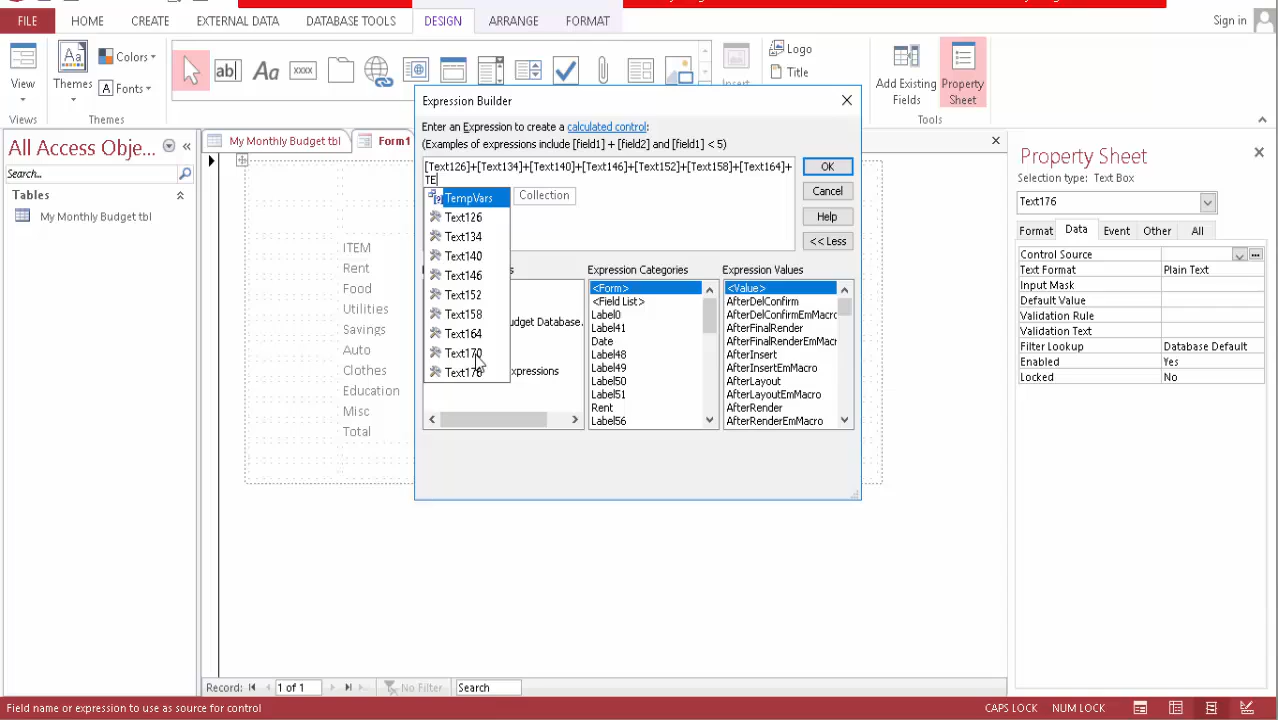 FILE HOME CREATE EXTERNAL DATA DATABASE TOOLS DESIGN ARRANGE FORMAT Sign in
View
Views
Aa
Themes
Colors
Fonts
Themes
ab
Aa
xxxx
Insert
Logo
Title
Add Existing Fields
Property Sheet
Tools
All Access Obje...
Search...
Tables
My Monthly Budget tbl
My Monthly Budget tbl
Form1
ITEM
Rent
Food
Utilities
Savings
Auto
Clothes
Education
Misc
Total
Expression Builder
Enter an Expression to create a calculated control:
(Examples of expressions include [field1] + [field2] and [field1] < 5)
[Text126]+[Text134]+[Text140]+[Text146]+[Text152]+[Text158]+[Text164]+
TE
OK
Cancel
Help
<< Less
TempVars
Collection
Text126
Text134
Text140
Text146
Text152
Text158
Text164
Text170
Text176
Expression Categories
<Form>
<Field List>
Label0
Label41
Date
Label48
Label49
Label50
Label51
Rent
Label56
Expression Values
<Value>
AfterDelConfirm
AfterDelConfirmEmMacro
AfterFinalRender
AfterFinalRenderEmMacr
AfterInsert
AfterInsertEmMacro
AfterLayout
AfterLayoutEmMacro
AfterRender
AfterRenderEmMacro
Property Sheet
Selection type: Text Box
Text176
Format Data Event Other All
Control Source
Text Format Plain Text
Input Mask
Default Value
Validation Rule
Validation Text
Filter Lookup Database Default
Enabled Yes
Locked No
Record: 1 of 1 No Filter Search
Field name or expression to use as source for control CAPS LOCK NUM LOCK